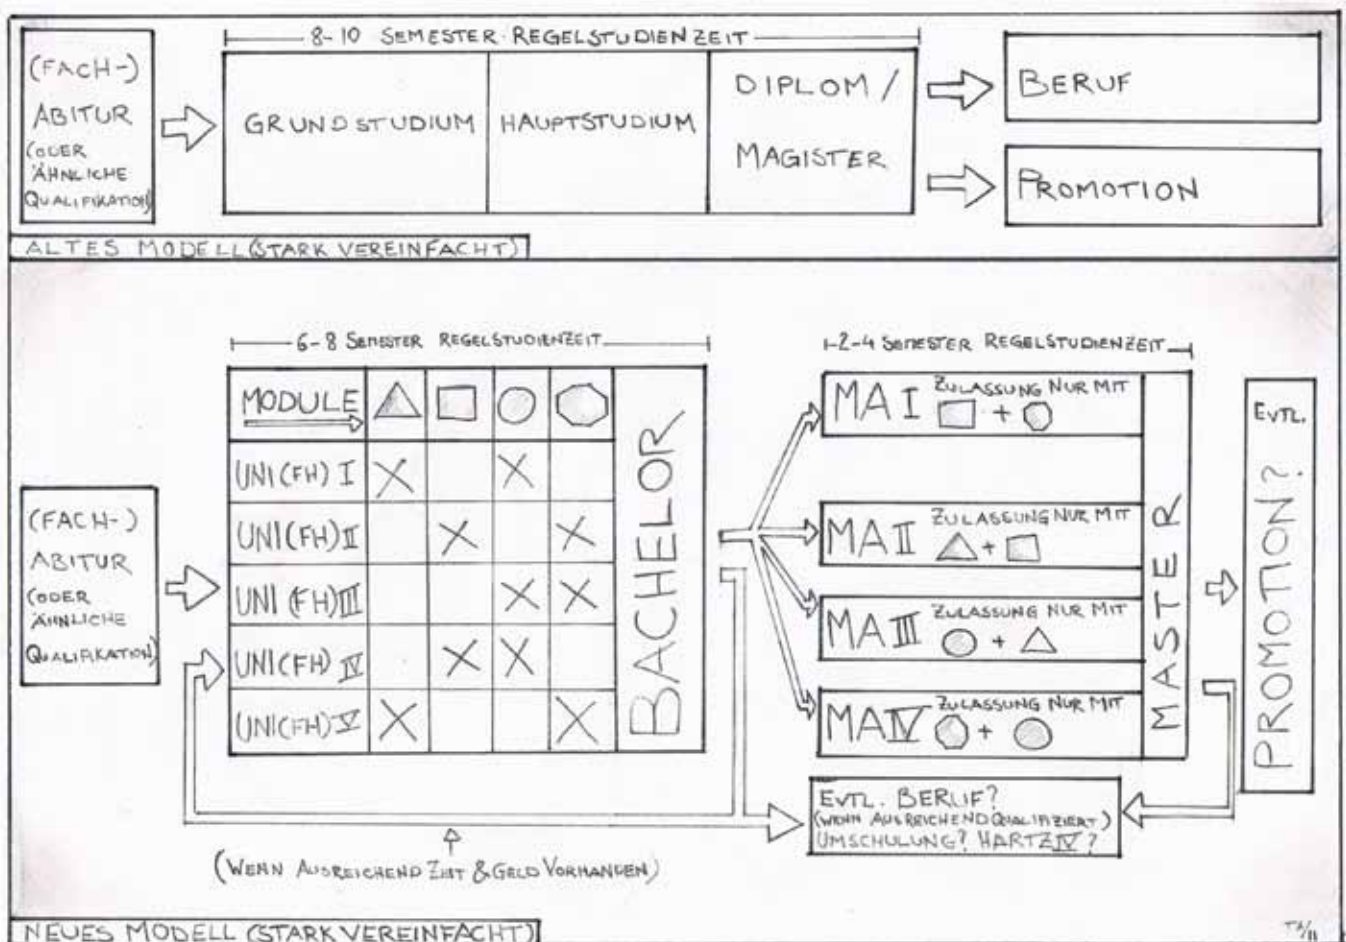 8-10 SEMESTER REGELSTUDIENZEIT
(FACH-)
ABITUR
(ODER
ÄHNLICHE
QUALIFIKATION)
GRUNDSTUDIUM
HAUPTSTUDIUM
DIPLOM /
MAGISTER
BERUF
PROMOTION
ALTES MODELL (STARK VEREINFACHT)
6-8 SEMESTER REGELSTUDIENZEIT
2-4 SEMESTER REGELSTUDIENZEIT
(FACH-)
ABITUR
(ODER
ÄHNLICHE
QUALIFIKATION)
MODULE
UNI(FH) I
UNI(FH) II
UNI(FH) III
UNI(FH) IV
UNI(FH) V
BACHELOR
MA I ZULASSUNG NUR MIT
+
MA II ZULASSUNG NUR MIT
+
MA III ZULASSUNG NUR MIT
+
MA IV ZULASSUNG NUR MIT
+
MASTER
EVTL.
PROMOTION?
EVTL. BERUF?
(WENN AUSREICHEND QUALIFIZIERT)
UMSCHULUNG? HARTZ IV?
(WENN AUSREICHEND ZEIT & GELD VORHANDEN)
NEUES MODELL (STARK VEREINFACHT)